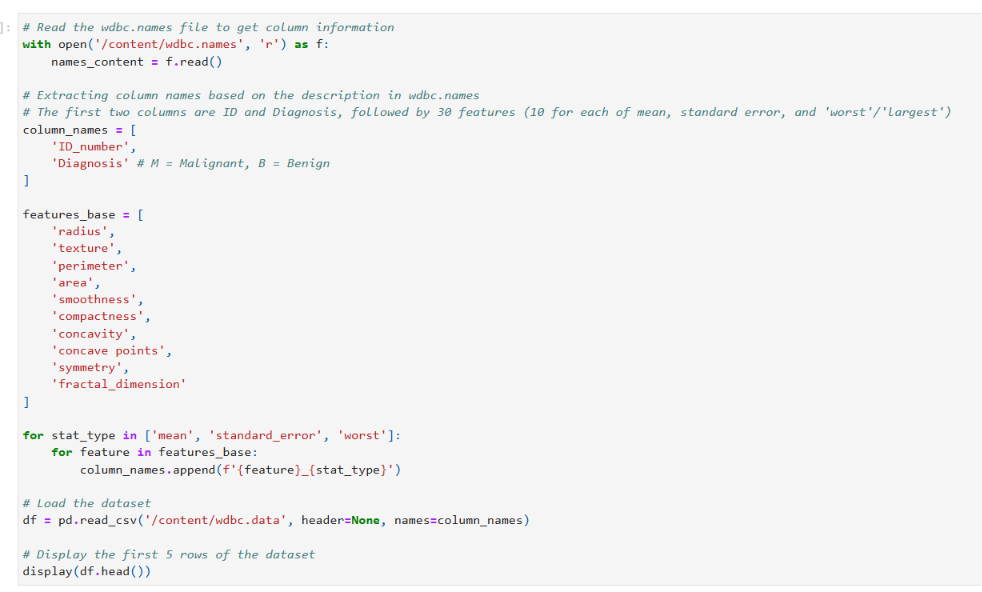 ]: # Read the wdbc.names file to get column information
with open('/content/wdbc.names', 'r') as f:
    names_content = f.read()

# Extracting column names based on the description in wdbc.names
# The first two columns are ID and Diagnosis, followed by 30 features (10 for each of mean, standard error, and 'worst'/'largest')
column_names = [
    'ID_number',
    'Diagnosis' # M = Malignant, B = Benign
]

features_base = [
    'radius',
    'texture',
    'perimeter',
    'area',
    'smoothness',
    'compactness',
    'concavity',
    'concave points',
    'symmetry',
    'fractal_dimension'
]

for stat_type in ['mean', 'standard_error', 'worst']:
    for feature in features_base:
        column_names.append(f'{feature}_{stat_type}')

# Load the dataset
df = pd.read_csv('/content/wdbc.data', header=None, names=column_names)

# Display the first 5 rows of the dataset
display(df.head())